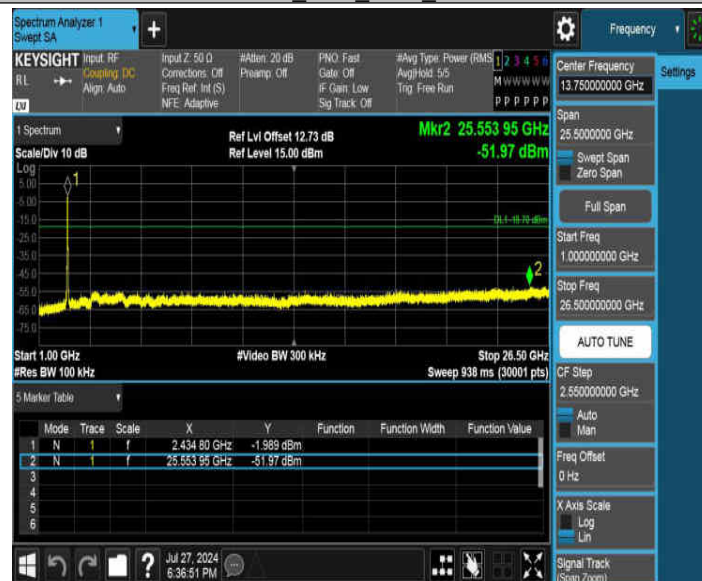 Spectrum Analyzer 1
Swept SA
+
Frequency
KEYSIGHT
RL
Input: RF
Coupling: DC
Align: Auto
Input Z: 50 Ω
Corrections: Off
Freq Ref: Int (S)
NFE: Adaptive
#Atten: 20 dB
Preamp: Off
PNO: Fast
Gate: Off
IF Gain: Low
Sig Track: Off
#Avg Type: Power (RMS
Avg|Hold: 5/5
Trig: Free Run
1 2 3 4 5 6
M W W W W W
P P P P P P
LXI
1 Spectrum
Scale/Div 10 dB
Ref Lvl Offset 12.73 dB
Ref Level 15.00 dBm
Mkr2 25.553 95 GHz
-51.97 dBm
Log
5.00
-5.00
-15.0
-25.0
-35.0
-45.0
-55.0
-65.0
-75.0
1
DL1 -18.70 dBm
2
Start 1.00 GHz
#Res BW 100 kHz
#Video BW 300 kHz
Stop 26.50 GHz
Sweep 938 ms (30001 pts)
5 Marker Table
Mode Trace Scale X Y Function Function Width Function Value
1 N 1 f 2.434 80 GHz -1.989 dBm
2 N 1 f 25.553 95 GHz -51.97 dBm
3
4
5
6
Jul 27, 2024
6:36:51 PM
Center Frequency
13.750000000 GHz
Settings
Span
25.5000000 GHz
Swept Span
Zero Span
Full Span
Start Freq
1.000000000 GHz
Stop Freq
26.500000000 GHz
AUTO TUNE
CF Step
2.550000000 GHz
Auto
Man
Freq Offset
0 Hz
X Axis Scale
Log
Lin
Signal Track
(Span Zoom)